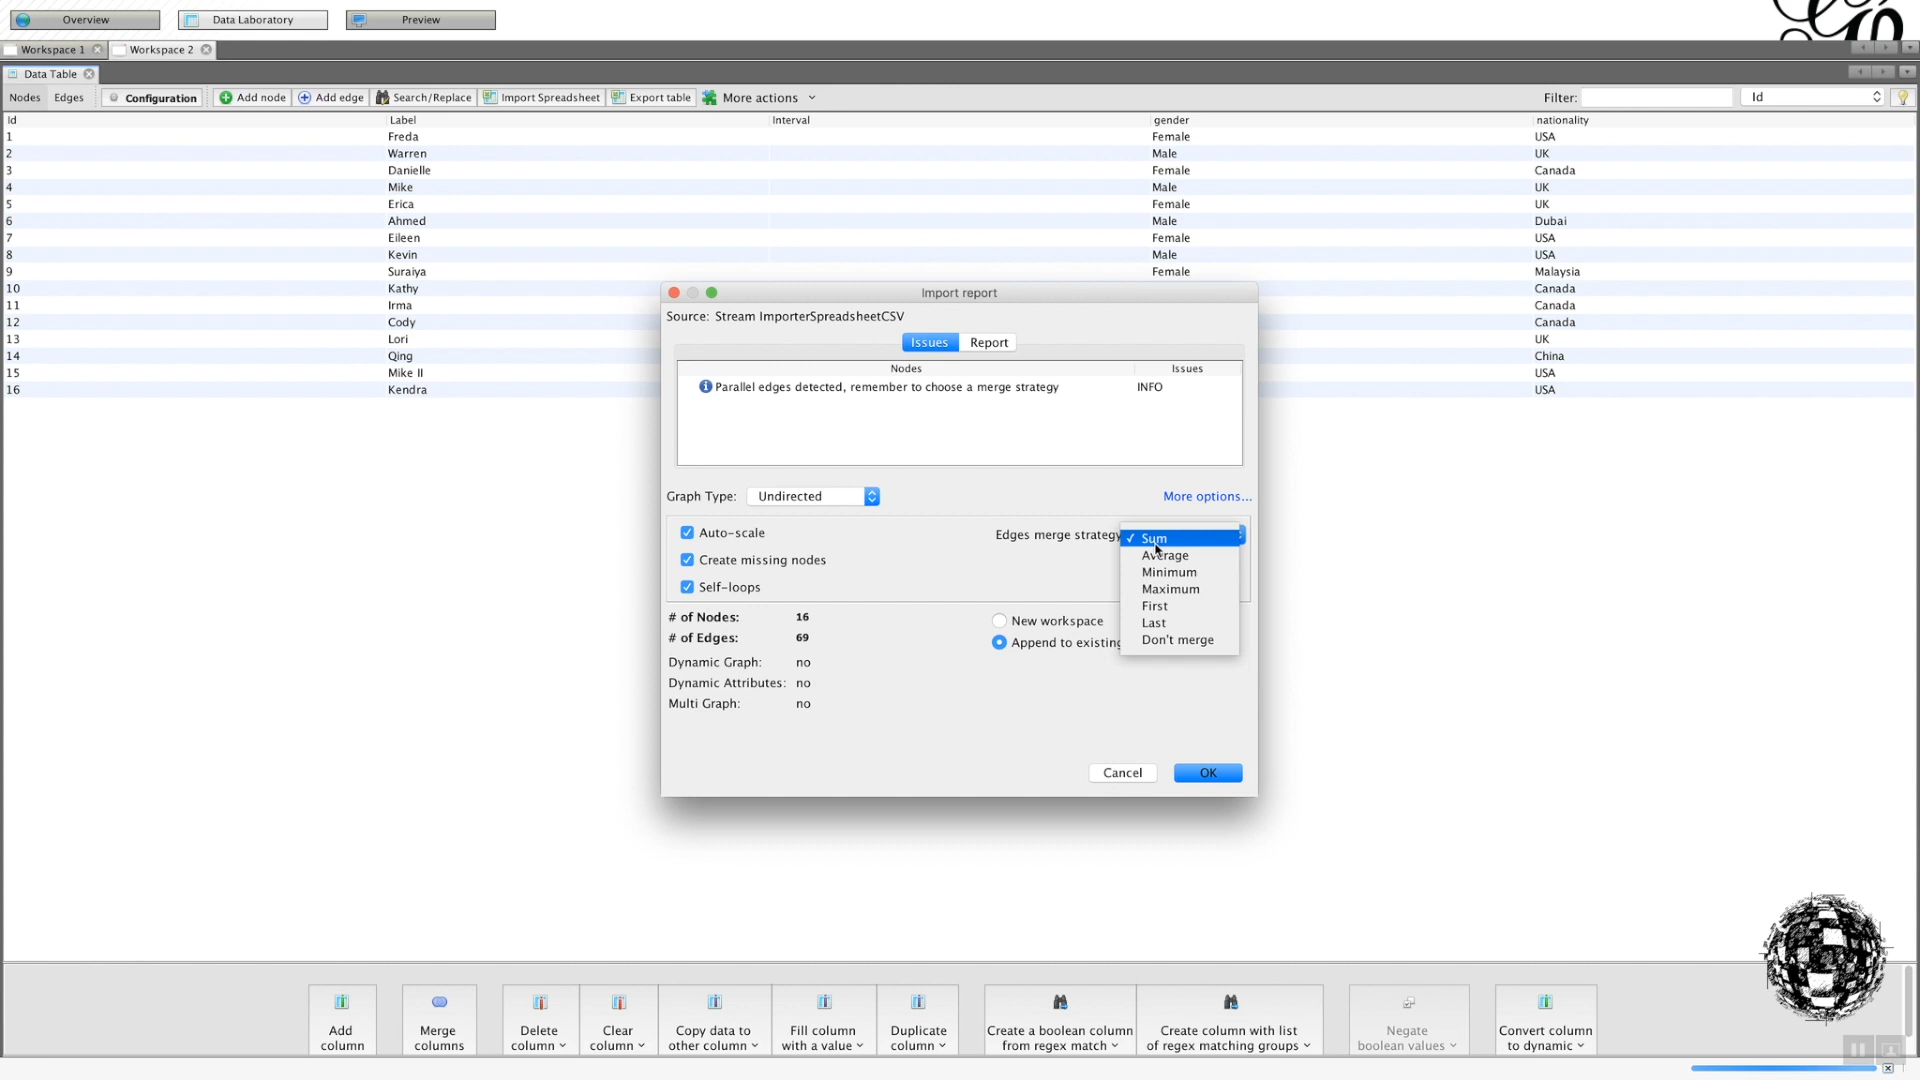 Overview
Data Laboratory
Preview
Workspace 1
Workspace 2
Data Table
Nodes Edges Configuration Add node Add edge Search/Replace Import Spreadsheet Export table More actions Filter: Id
Id Label Interval gender nationality
1 Freda Female USA
2 Warren Male UK
3 Danielle Female Canada
4 Mike Male UK
5 Erica Female UK
6 Ahmed Male Dubai
7 Eileen Female USA
8 Kevin Male USA
9 Suraiya Female Malaysia
10 Kathy Canada
11 Irma Canada
12 Cody Canada
13 Lori UK
14 Qing China
15 Mike II USA
16 Kendra USA
Import report
Source: Stream ImporterSpreadsheetCSV
Issues Report
Nodes Issues
Parallel edges detected, remember to choose a merge strategy INFO
Graph Type: Undirected More options...
Auto-scale
Create missing nodes
Self-loops
Edges merge strategy
Sum
Average
Minimum
Maximum
First
Last
Don't merge
# of Nodes: 16
# of Edges: 69
Dynamic Graph: no
Dynamic Attributes: no
Multi Graph: no
New workspace
Append to existing
Cancel OK
Add
column
Merge
columns
Delete
column
Clear
column
Copy data to
other column
Fill column
with a value
Duplicate
column
Create a boolean column
from regex match
Create column with list
of regex matching groups
Negate
boolean values
Convert column
to dynamic